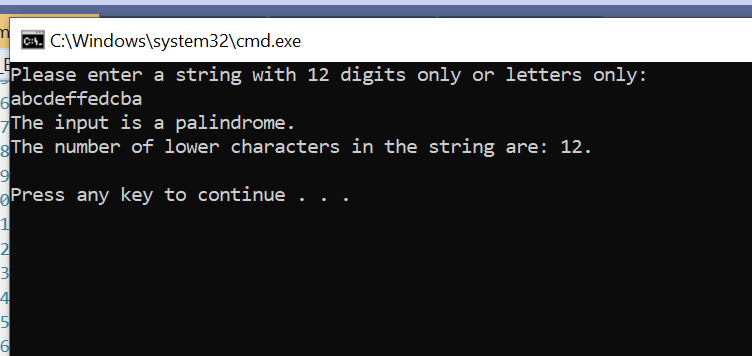 C:\Windows\system32\cmd.exe
Please enter a string with 12 digits only or letters only:
abcdeffedcba
The input is a palindrome.
The number of lower characters in the string are: 12.
Press any key to continue . . .